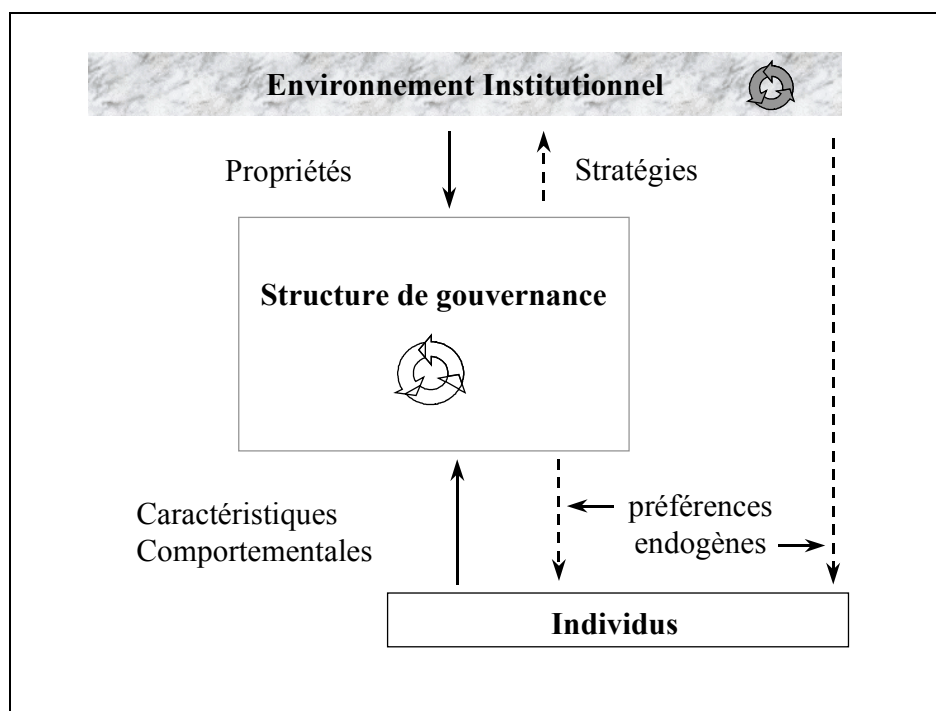 Environnement Institutionnel
Propriétés
Stratégies
Structure de gouvernance
Caractéristiques
Comportementales
préférences
endogènes
Individus